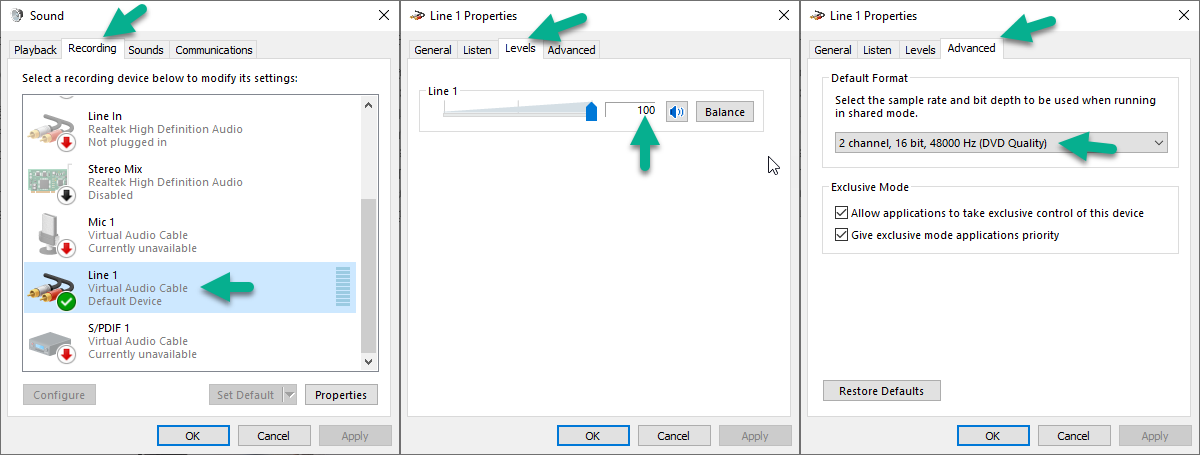 Sound
Playback
Recording
Sounds
Communications
Select a recording device below to modify its settings:
Line In
Realtek High Definition Audio
Not plugged in
Stereo Mix
Realtek High Definition Audio
Disabled
Mic 1
Virtual Audio Cable
Currently unavailable
Line 1
Virtual Audio Cable
Default Device
S/PDIF 1
Virtual Audio Cable
Currently unavailable
Configure
Set Default
Properties
OK
Cancel
Apply
Line 1 Properties
General
Listen
Levels
Advanced
Line 1
100
Balance
OK
Cancel
Apply
Line 1 Properties
General
Listen
Levels
Advanced
Default Format
Select the sample rate and bit depth to be used when running
in shared mode.
2 channel, 16 bit, 48000 Hz (DVD Quality)
Exclusive Mode
Allow applications to take exclusive control of this device
Give exclusive mode applications priority
Restore Defaults
OK
Cancel
Apply